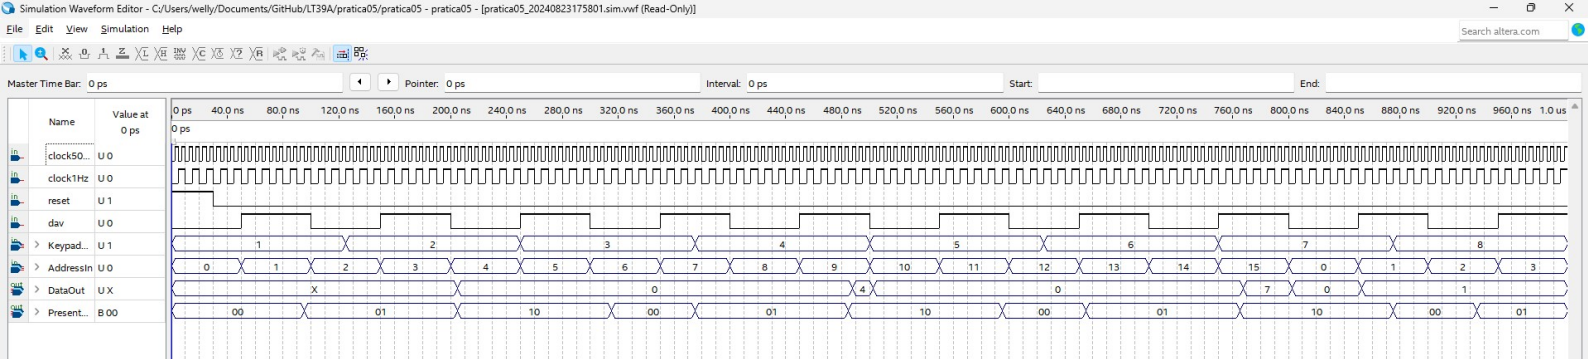 Simulation Waveform Editor - C:/Users/welly/Documents/GitHub/LT39A/pratica05/pratica05 - pratica05 - [pratica05_20240823175801.sim.vwf (Read-Only)]
File Edit View Simulation Help
Search altera.com
Master Time Bar: 0 ps Pointer: 0 ps Interval: 0 ps Start: End:
Name Value at 0 ps
0 ps 40.0 ns 80.0 ns 120.0 ns 160.0 ns 200.0 ns 240.0 ns 280.0 ns 320.0 ns 360.0 ns 400.0 ns 440.0 ns 480.0 ns 520.0 ns 560.0 ns 600.0 ns 640.0 ns 680.0 ns 720.0 ns 760.0 ns 800.0 ns 840.0 ns 880.0 ns 920.0 ns 960.0 ns 1.0 us
0 ps
in clock50... U 0
in clock1Hz U 0
in reset U 1
in dav U 0
in > Keypad... U 1 1 2 3 4 5 6 7 8
in > AddressIn U 0 0 1 2 3 4 5 6 7 8 9 10 11 12 13 14 15 0 1 2 3
out > DataOut U X X 0 4 0 7 0 1
out > Present... B 00 00 01 10 00 01 10 00 01 10 00 01